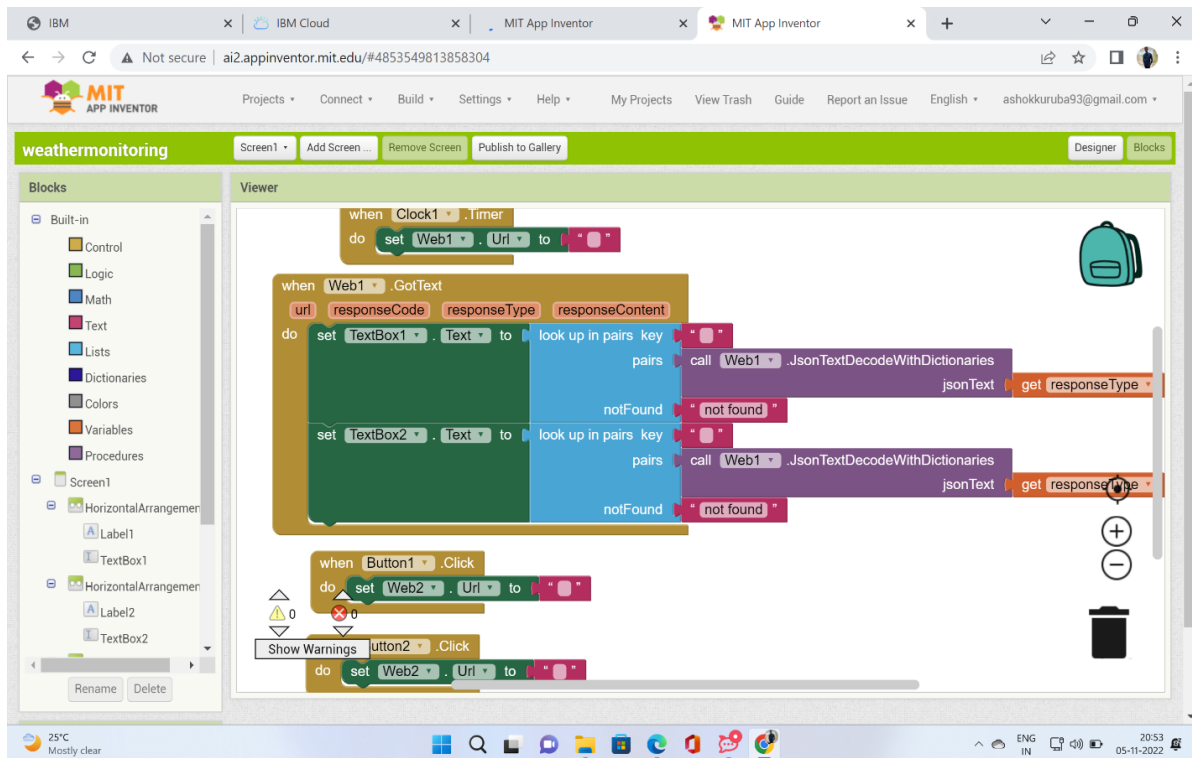 IBM
IBM Cloud
MIT App Inventor
MIT App Inventor
Not secure ai2.appinventor.mit.edu/#4853549813858304
MIT
APP INVENTOR
Projects Connect Build Settings Help My Projects View Trash Guide Report an Issue English ashokkuruba93@gmail.com
weathermonitoring Screen1 Add Screen ... Remove Screen Publish to Gallery Designer Blocks
Blocks
Viewer
Built-in
Control
Logic
Math
Text
Lists
Dictionaries
Colors
Variables
Procedures
Screen1
HorizontalArrangemen
Label1
TextBox1
HorizontalArrangemen
Label2
TextBox2
Rename Delete
when Clock1 .Timer
do set Web1 . Url to “ ”
when Web1 .GotText
url responseCode responseType responseContent
do set TextBox1 . Text to look up in pairs key “ ”
pairs call Web1 .JsonTextDecodeWithDictionaries
jsonText get responseType
notFound “ not found ”
set TextBox2 . Text to look up in pairs key “ ”
pairs call Web1 .JsonTextDecodeWithDictionaries
jsonText get responseType
notFound “ not found ”
when Button1 .Click
do set Web2 . Url to “ ”
0 0
Show Warnings
utton2 .Click
do set Web2 . Url to “ ”
25°C
Mostly clear
ENG
IN
20:53
05-11-2022